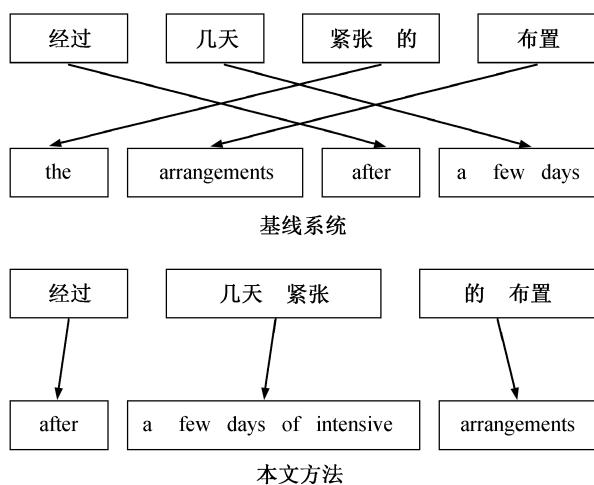 经过 几天 紧张 的 布置
the arrangements after a few days
基线系统
经过 几天 紧张 的 布置
after a few days of intensive arrangements
本文方法